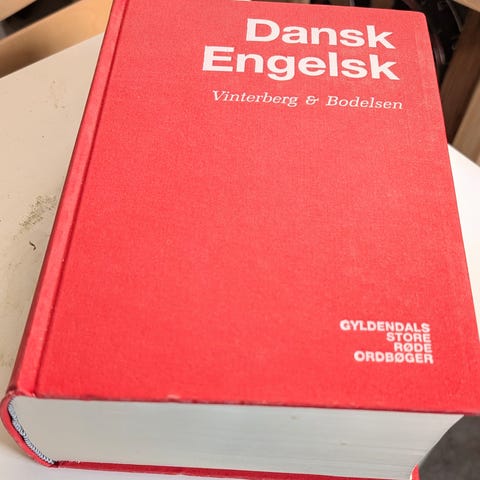 Dansk
Engelsk
Vinterberg & Bodelsen
GYLDENDALS
STORE
RØDE
ORDBØGER